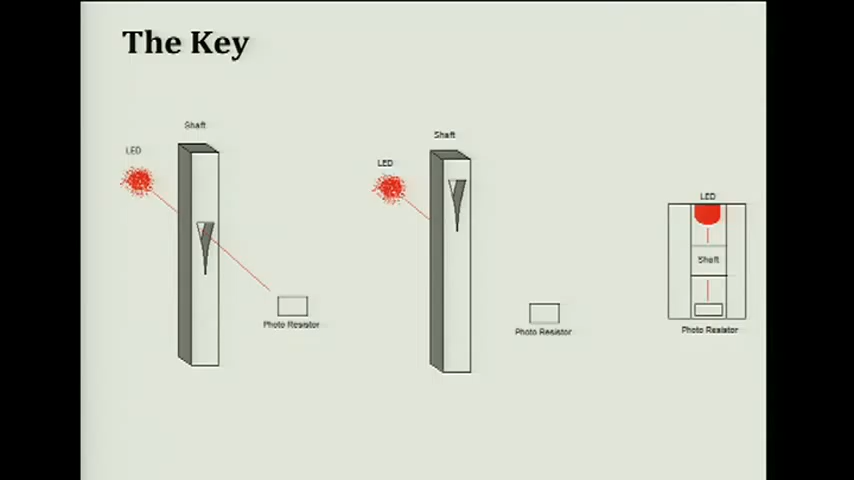 The Key
Shaft
LED
Photo Resistor
Shaft
LED
Photo Resistor
LED
Shaft
Photo Resistor